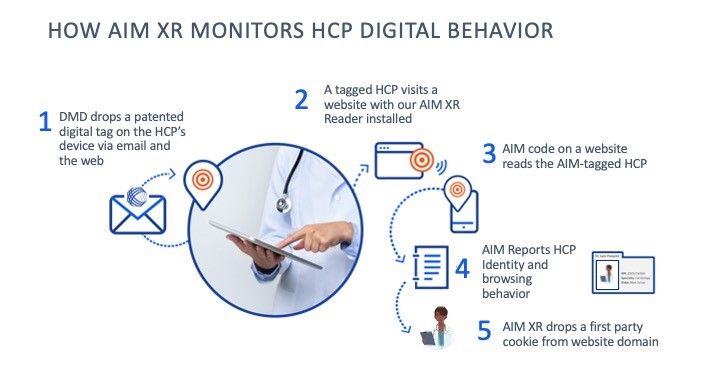 HOW AIM XR MONITORS HCP DIGITAL BEHAVIOR
1
DMD drops a patented
digital tag on the HCP's
device via email and
the web
2
A tagged HCP visits a
website with our AIM XR
Reader installed
3
AIM code on a website
reads the AIM-tagged HCP
4
AIM Reports HCP
Identity and
browsing
behavior
5
AIM XR drops a first party
cookie from website domain